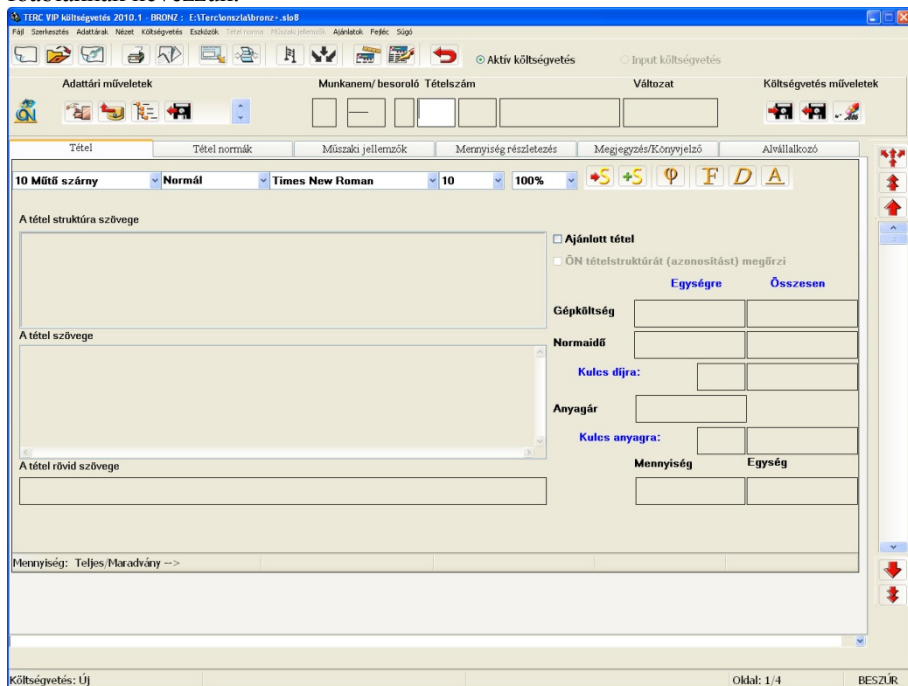 TERC VIP költségvetés 2010.1 - BRONZ : E:\Terc\onszla\bronz+.slo8
Fájl Szerkesztés Adattárak Nézet Költségvetés Eszközök Tétel norma Műszaki jellemzők Ajánlatok Fejléc Súgó
Aktív költségvetés Input költségvetés
Adattári műveletek Munkanem/ besoroló Tételszám Változat Költségvetés műveletek
ÖN
Tétel Tétel normák Műszaki jellemzők Mennyiség részletezés Megjegyzés/Könyvjelző Alvállalkozó
10 Műtő szárny Normál Times New Roman 10 100% S +S φ F D A
A tétel struktúra szövege
Ajánlott tétel
ÖN tételstruktúrát (azonosítást) megőrzi
Egységre Összesen
Gépköltség
A tétel szövege
Normaidő
Kulcs díjra:
Anyagár
Kulcs anyagra:
A tétel rövid szövege
Mennyiség Egység
Mennyiség: Teljes/Maradvány -->
Költségvetés: Új Oldal: 1/4 BESZÚR